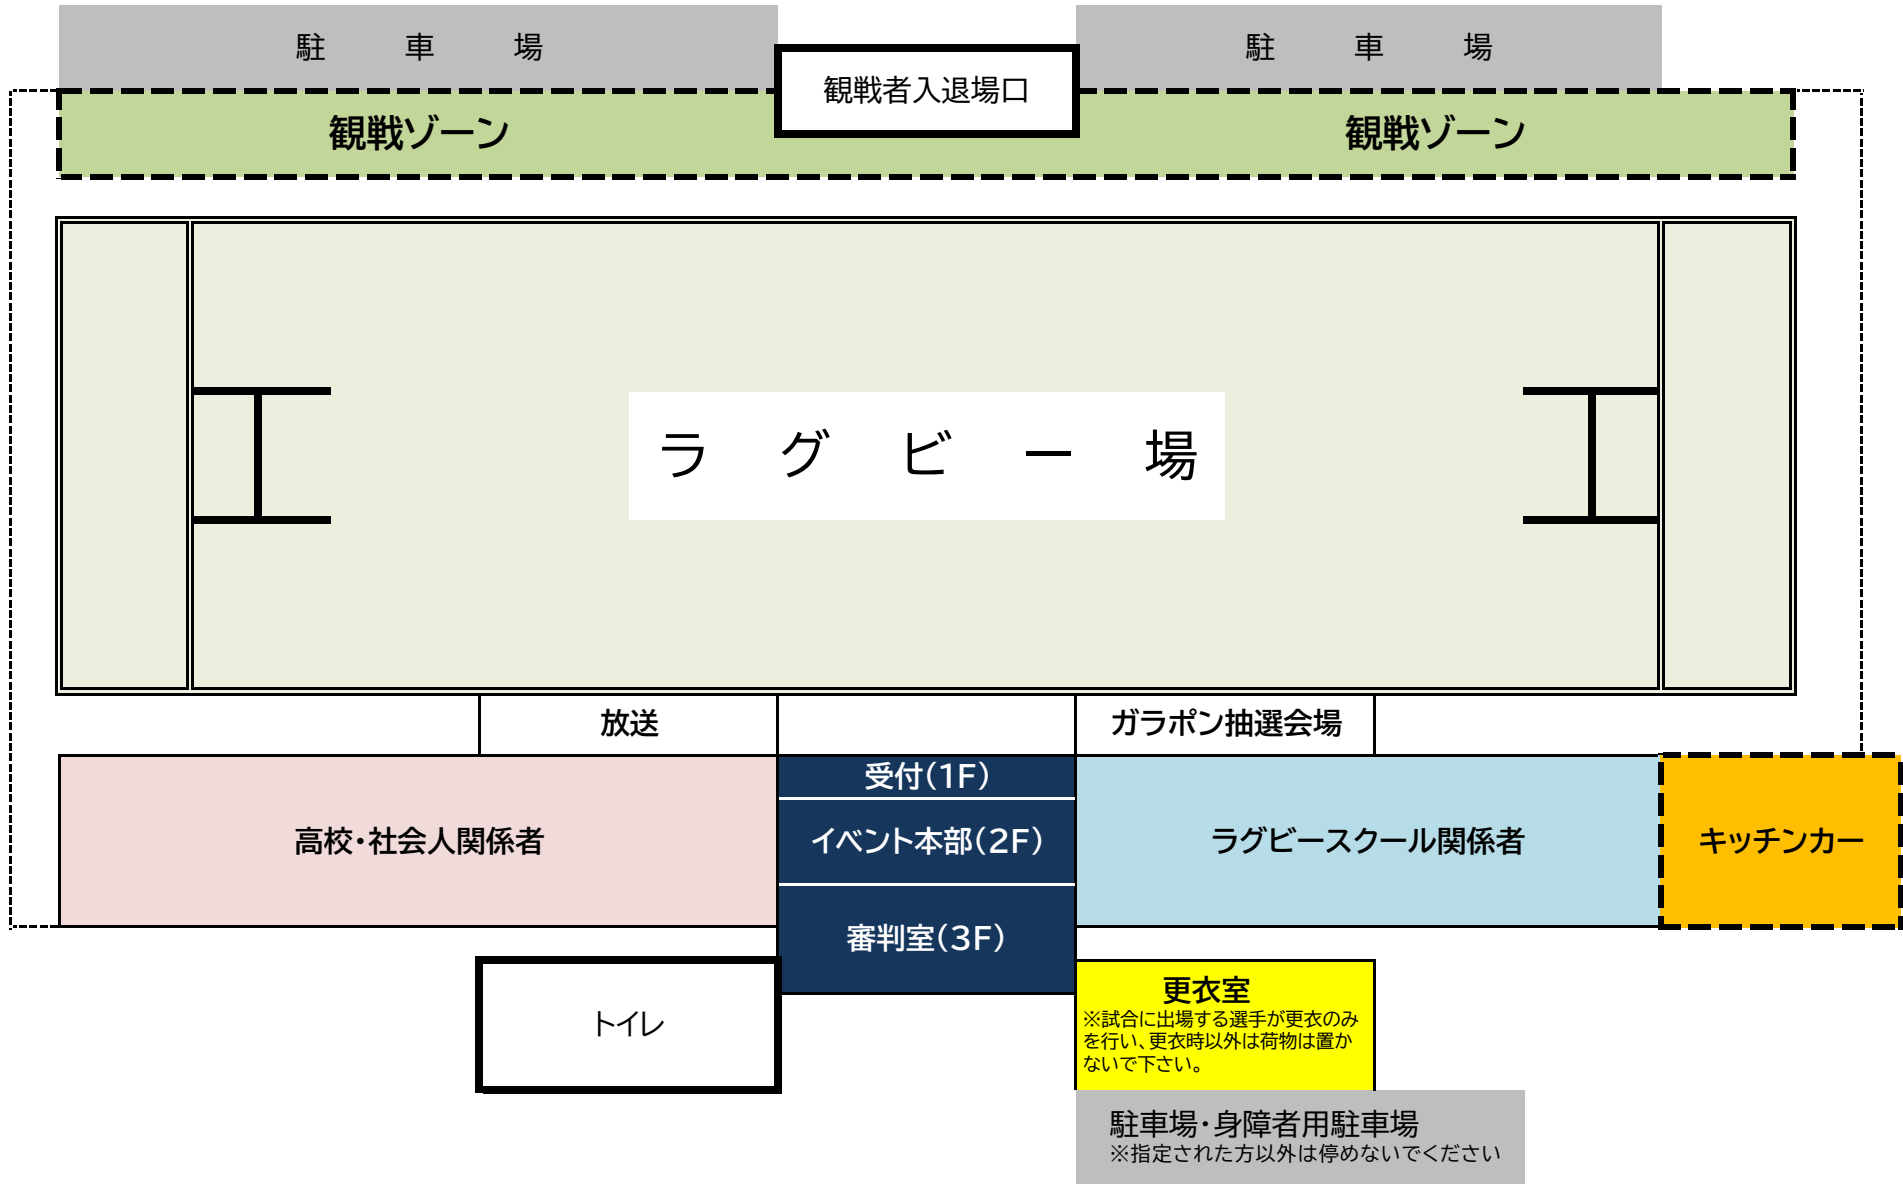 駐　車　場
駐　車　場
観戦者入退場口
観戦ゾーン
観戦ゾーン
ラ　グ　ビ　ー　場
放送
ガラポン抽選会場
受付(1F)
高校・社会人関係者
イベント本部(2F)
ラグビースクール関係者
キッチンカー
審判室(3F)
トイレ
更衣室
※試合に出場する選手が更衣のみ
を行い、更衣時以外は荷物は置か
ないで下さい。
駐車場・身障者用駐車場
※指定された方以外は停めないでください